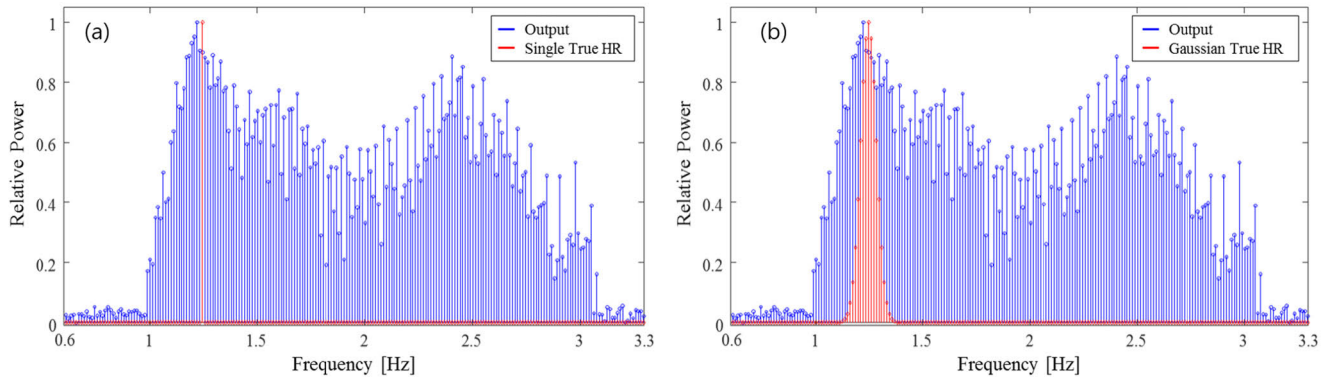 (a)
Output
Single True HR
Relative Power
1
0.8
0.6
0.4
0.2
0
0.6
1
1.5
2
2.5
3
3.3
Frequency [Hz]
(b)
Output
Gaussian True HR
Relative Power
1
0.8
0.6
0.4
0.2
0
0.6
1
1.5
2
2.5
3
3.3
Frequency [Hz]